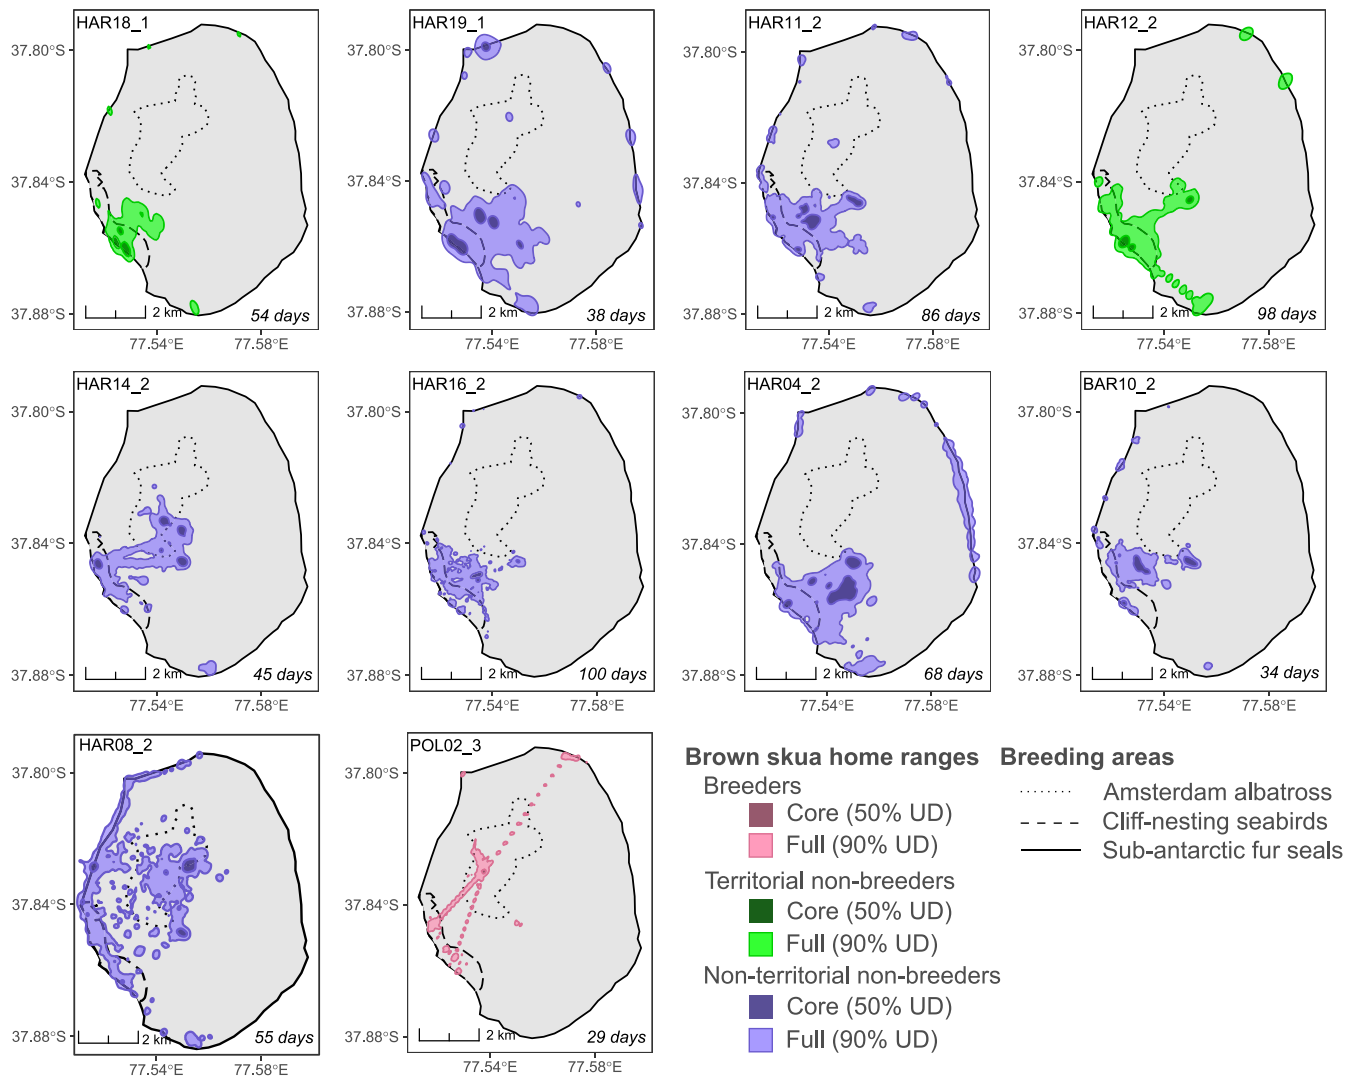 HAR18_1
HAR19_1
HAR11_2
HAR12_2
37.80°S
37.80°S
37.80°S
37.80°S
37.84°S
37.84°S
37.84°S
37.84°S
37.88°S
37.88°S
37.88°S
37.88°S
2 km
54 days
2 km
38 days
2 km
86 days
2 km
98 days
77.54°E
77.58°E
77.54°E
77.58°E
77.54°E
77.58°E
77.54°E
77.58°E
HAR14_2
HAR16_2
HAR04_2
BAR10_2
37.80°S
37.80°S
37.80°S
37.80°S
37.84°S
37.84°S
37.84°S
37.84°S
37.88°S
37.88°S
37.88°S
37.88°S
2 km
45 days
2 km
100 days
2 km
68 days
2 km
34 days
77.54°E
77.58°E
77.54°E
77.58°E
77.54°E
77.58°E
77.54°E
77.58°E
HAR08_2
POL02_3
37.80°S
37.80°S
37.84°S
37.84°S
37.88°S
37.88°S
2 km
55 days
2 km
29 days
77.54°E
77.58°E
77.54°E
77.58°E
Brown skua home ranges
Breeders
Core (50% UD)
Full (90% UD)
Territorial non-breeders
Core (50% UD)
Full (90% UD)
Non-territorial non-breeders
Core (50% UD)
Full (90% UD)
Breeding areas
Amsterdam albatross
Cliff-nesting seabirds
Sub-antarctic fur seals